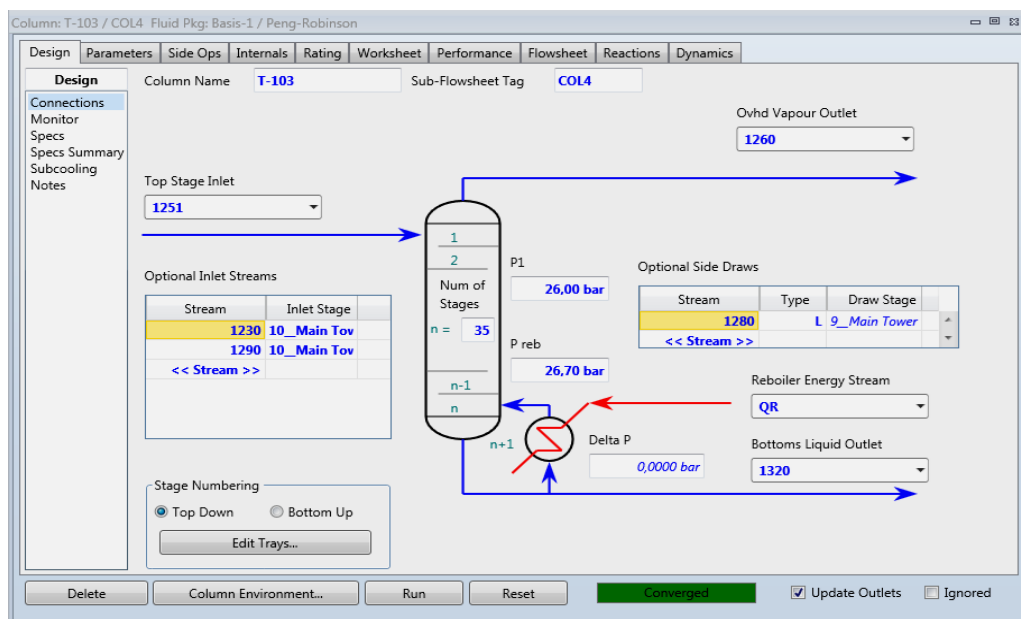 Column: T-103 / COL4 Fluid Pkg: Basis-1 / Peng-Robinson
Design Parameters Side Ops Internals Rating Worksheet Performance Flowsheet Reactions Dynamics
Design
Connections
Monitor
Specs
Specs Summary
Subcooling
Notes
Column Name T-103 Sub-Flowsheet Tag COL4
Ovhd Vapour Outlet
1260
Top Stage Inlet
1251
1
2
Num of
Stages
n = 35
n-1
n
n+1
P1
26,00 bar
P reb
26,70 bar
Delta P
0,0000 bar
Optional Inlet Streams
Stream Inlet Stage
1230 10__Main Tov
1290 10__Main Tov
<< Stream >>
Optional Side Draws
Stream Type Draw Stage
1280 L 9__Main Tower
<< Stream >>
Reboiler Energy Stream
QR
Bottoms Liquid Outlet
1320
Stage Numbering
Top Down Bottom Up
Edit Trays...
Delete Column Environment... Run Reset Converged Update Outlets Ignored